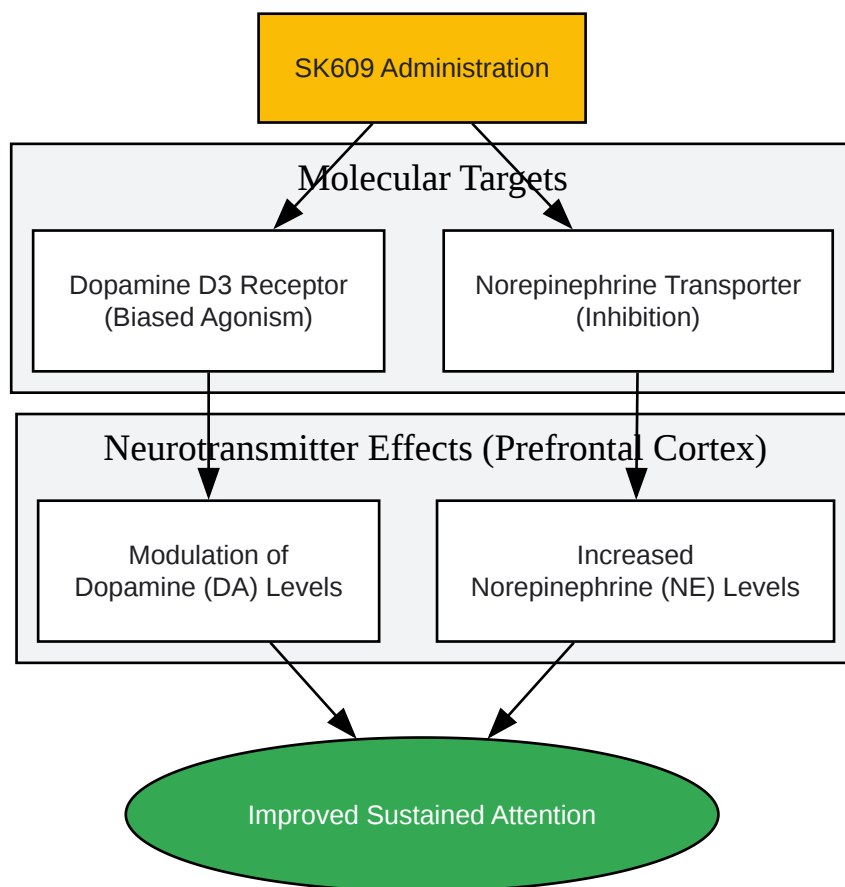 SK609 Administration
Molecular Targets
Dopamine D3 Receptor
(Biased Agonism)
Norepinephrine Transporter
(Inhibition)
Neurotransmitter Effects (Prefrontal Cortex)
Modulation of
Dopamine (DA) Levels
Increased
Norepinephrine (NE) Levels
Improved Sustained Attention